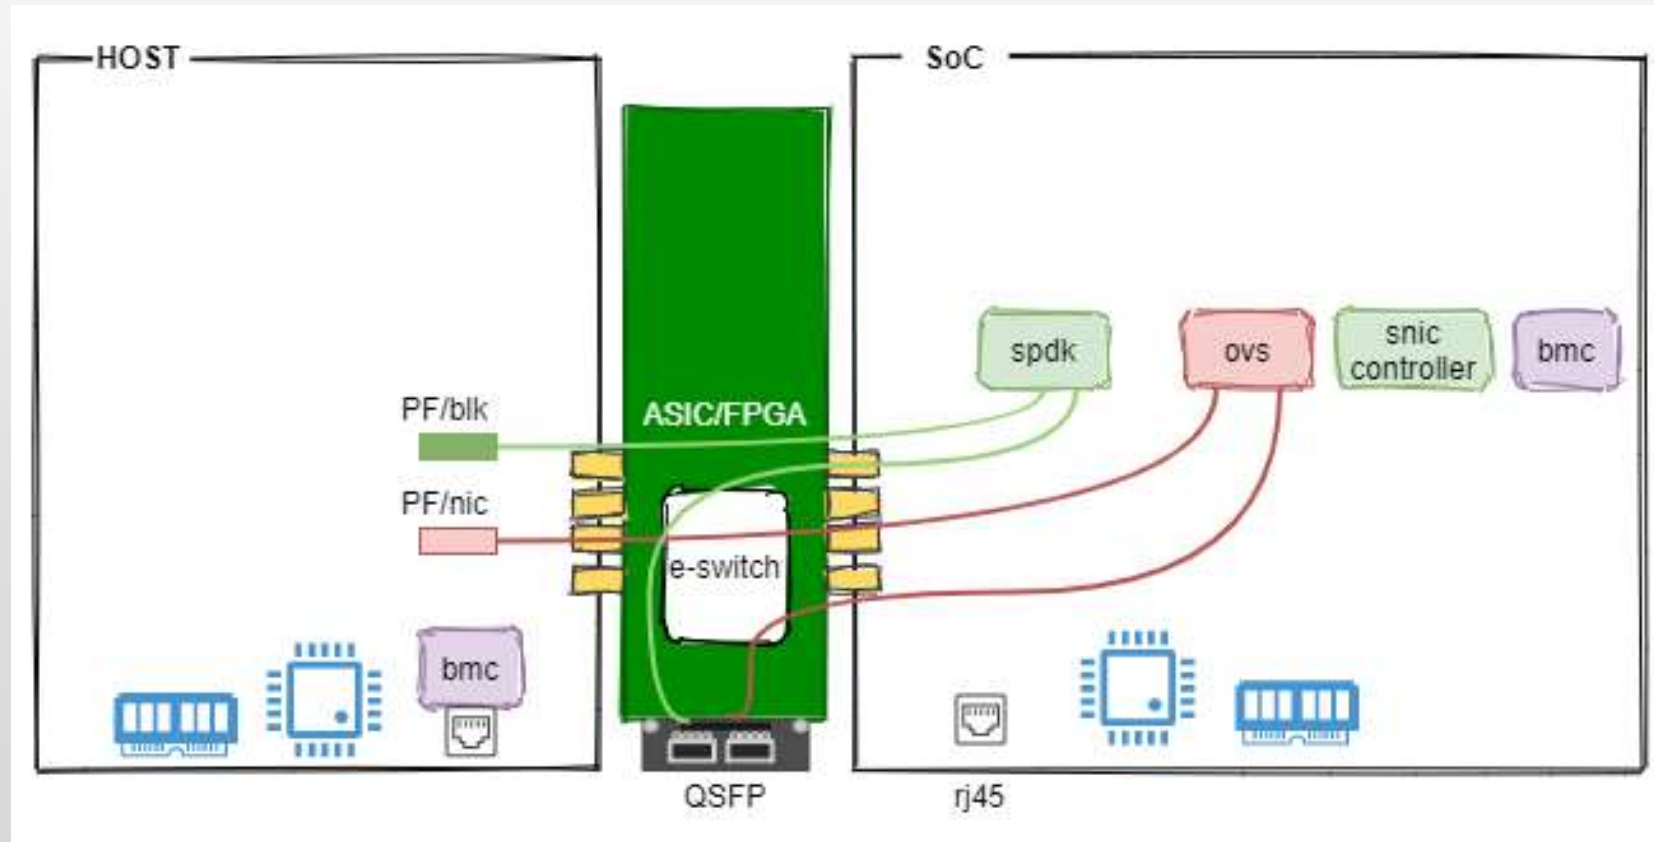 HOST
SoC
spdk
ovs
snic
controller
bmc
PF/blk
ASIC/FPGA
PF/nic
e-switch
bmc
QSFP
rj45